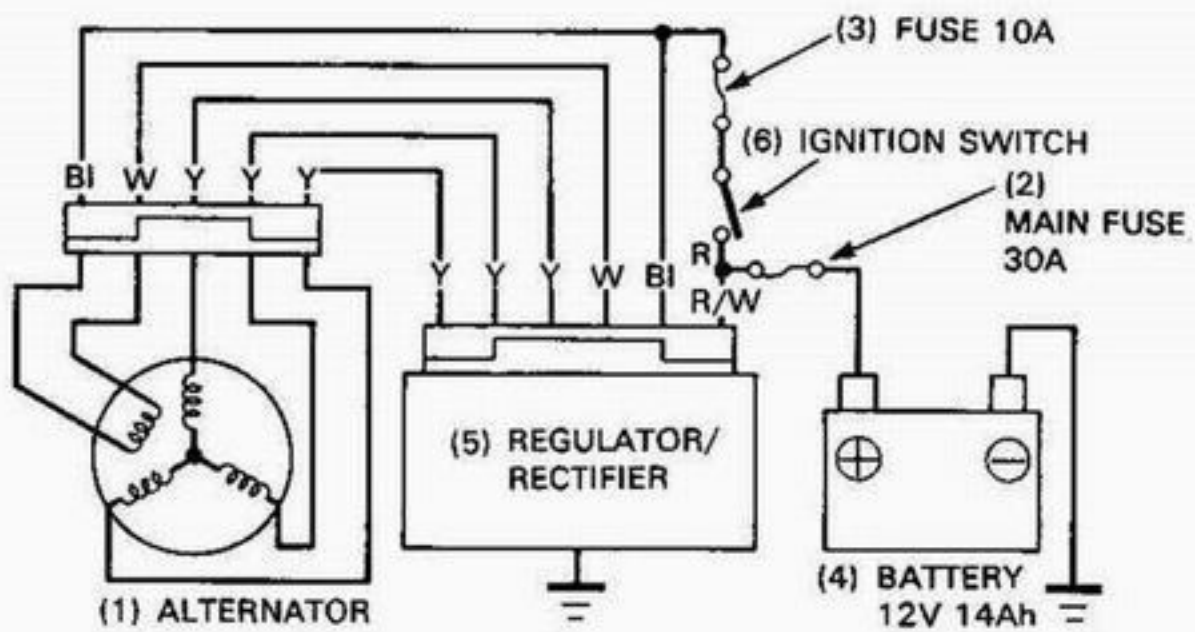 (3) FUSE 10A
(6) IGNITION SWITCH
(2)
MAIN FUSE
30A
Bl W Y Y Y
Y Y Y W Bl R
R/W
(5) REGULATOR/
RECTIFIER
(1) ALTERNATOR
(4) BATTERY
12V 14Ah